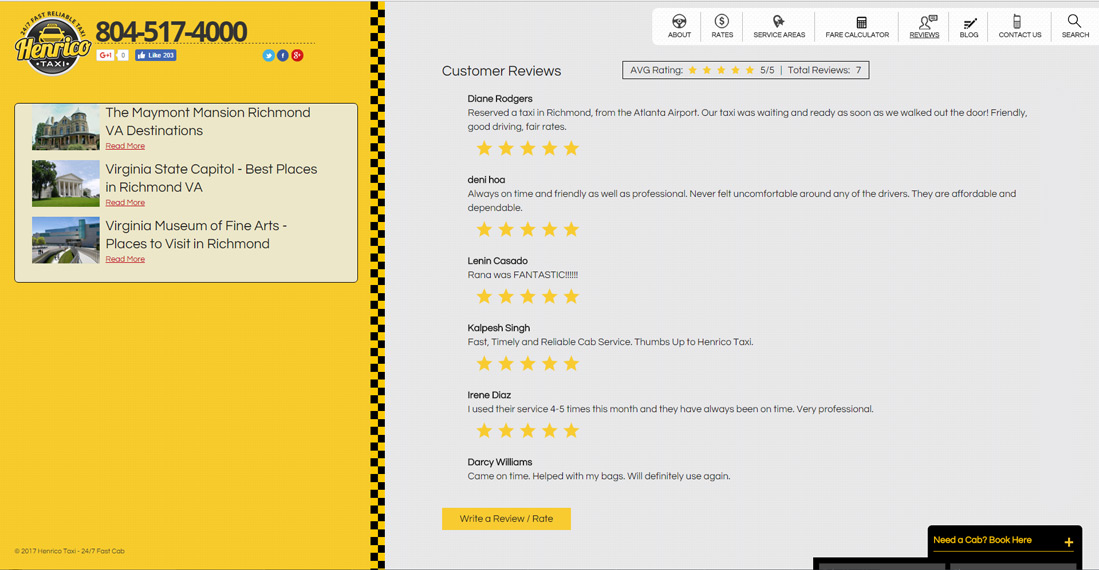 24/7 FAST RELIABLE TAXI
Henrico
TAXI
804-517-4000
G+1 0
Like 203
The Maymont Mansion Richmond
VA Destinations
Read More
Virginia State Capitol - Best Places
in Richmond VA
Read More
Virginia Museum of Fine Arts -
Places to Visit in Richmond
Read More
© 2017 Henrico Taxi - 24/7 Fast Cab
ABOUT
RATES
SERVICE AREAS
FARE CALCULATOR
REVIEWS
BLOG
CONTACT US
SEARCH
Customer Reviews
AVG Rating: 5/5 | Total Reviews: 7
Diane Rodgers
Reserved a taxi in Richmond, from the Atlanta Airport. Our taxi was waiting and ready as soon as we walked out the door! Friendly,
good driving, fair rates.
deni hoa
Always on time and friendly as well as professional. Never felt uncomfortable around any of the drivers. They are affordable and
dependable.
Lenin Casado
Rana was FANTASTIC!!!!!!
Kalpesh Singh
Fast, Timely and Reliable Cab Service. Thumbs Up to Henrico Taxi.
Irene Diaz
I used their service 4-5 times this month and they have always been on time. Very professional.
Darcy Williams
Came on time. Helped with my bags. Will definitely use again.
Write a Review / Rate
Need a Cab? Book Here +